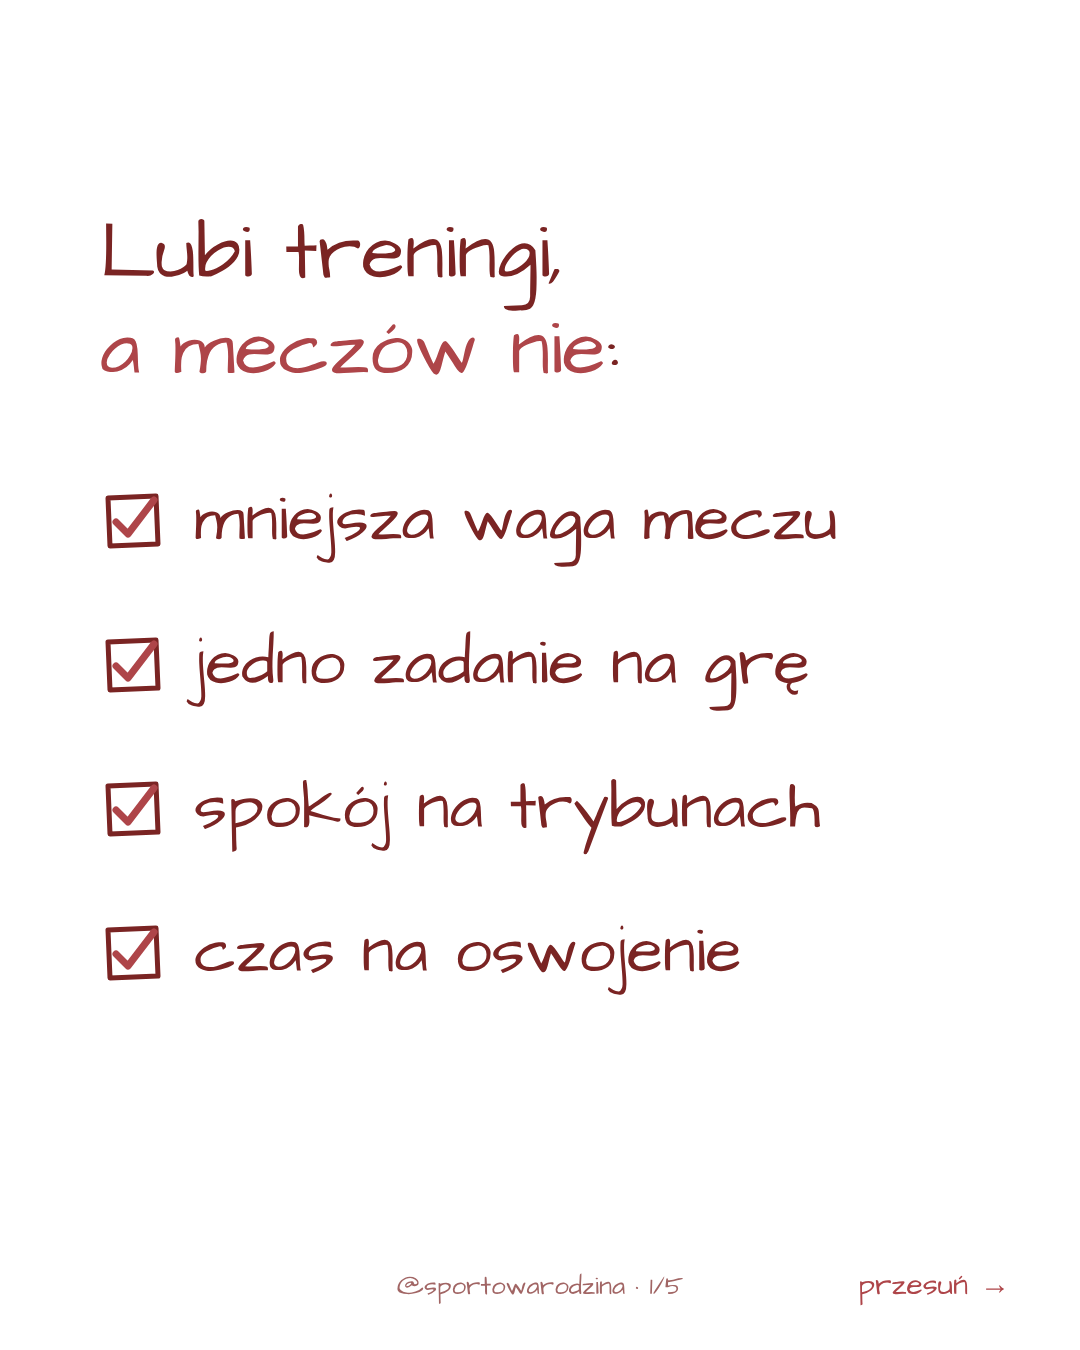 Lubi treningi,
a meczów nie:
mniejsza waga meczu
jedno zadanie na grę
spokój na trybunach
czas na oswojenie
@sportowarodzina · 1/5
przesuń →